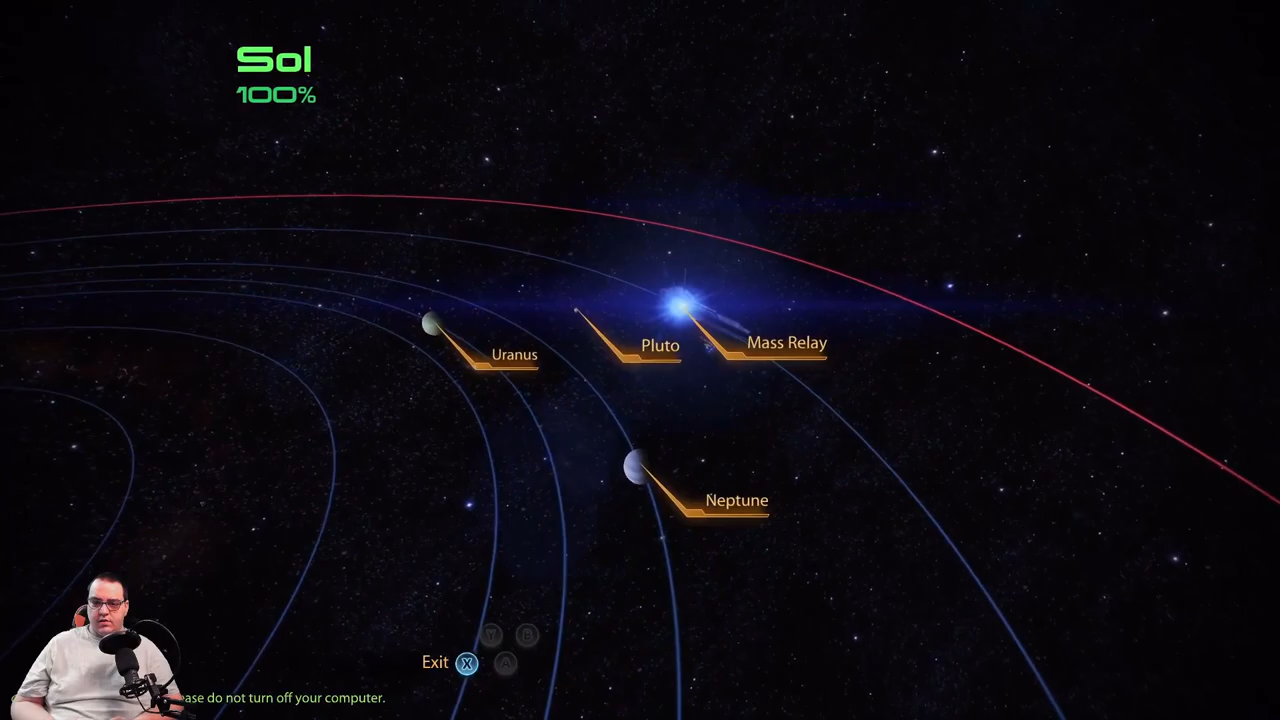 Sol
100%
Mass Relay
Pluto
Uranus
Neptune
Y B
Exit X A
ase do not turn off your computer.